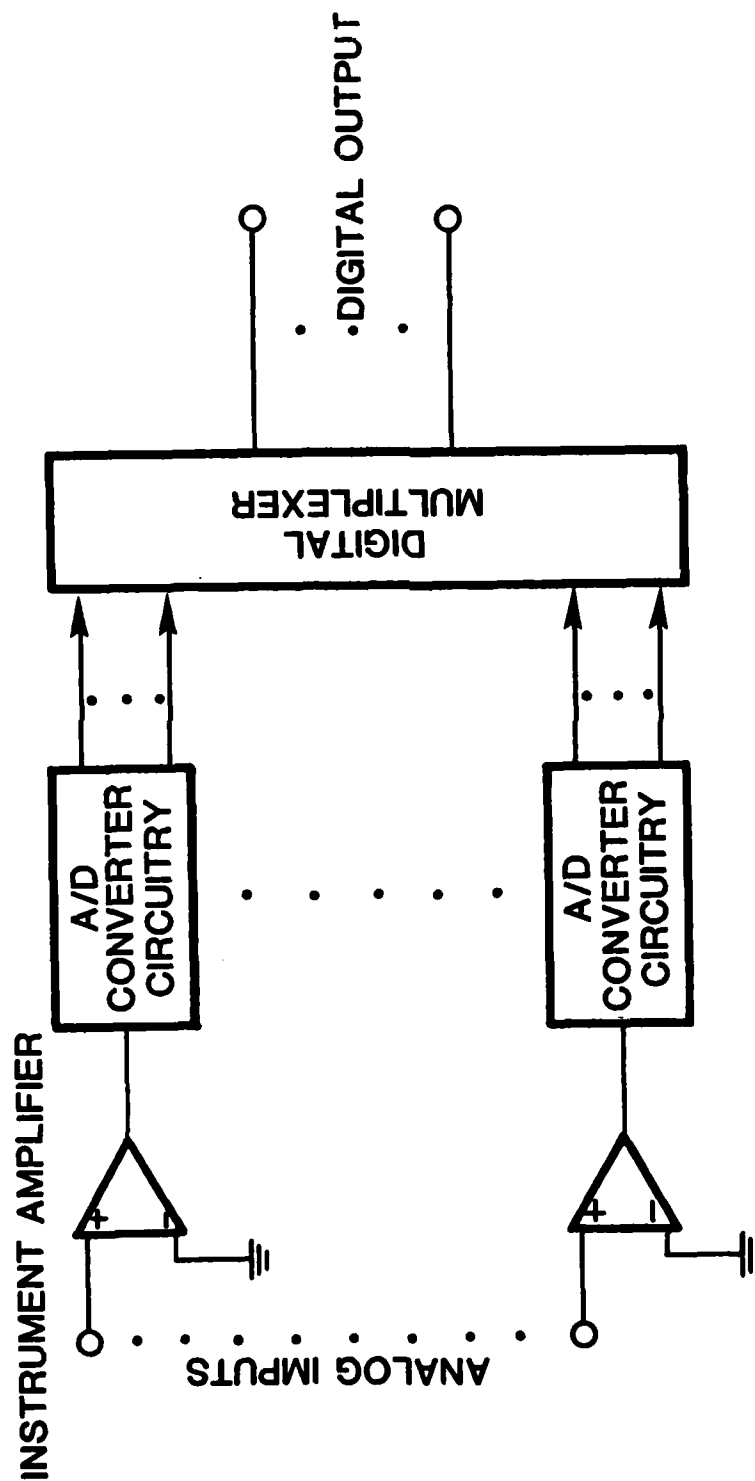 INSTRUMENT AMPLIFIER
ANALOG IMPUTS
+
−
A/D
CONVERTER
CIRCUITRY
+
−
A/D
CONVERTER
CIRCUITRY
DIGITAL
MULTIPLEXER
DIGITAL OUTPUT